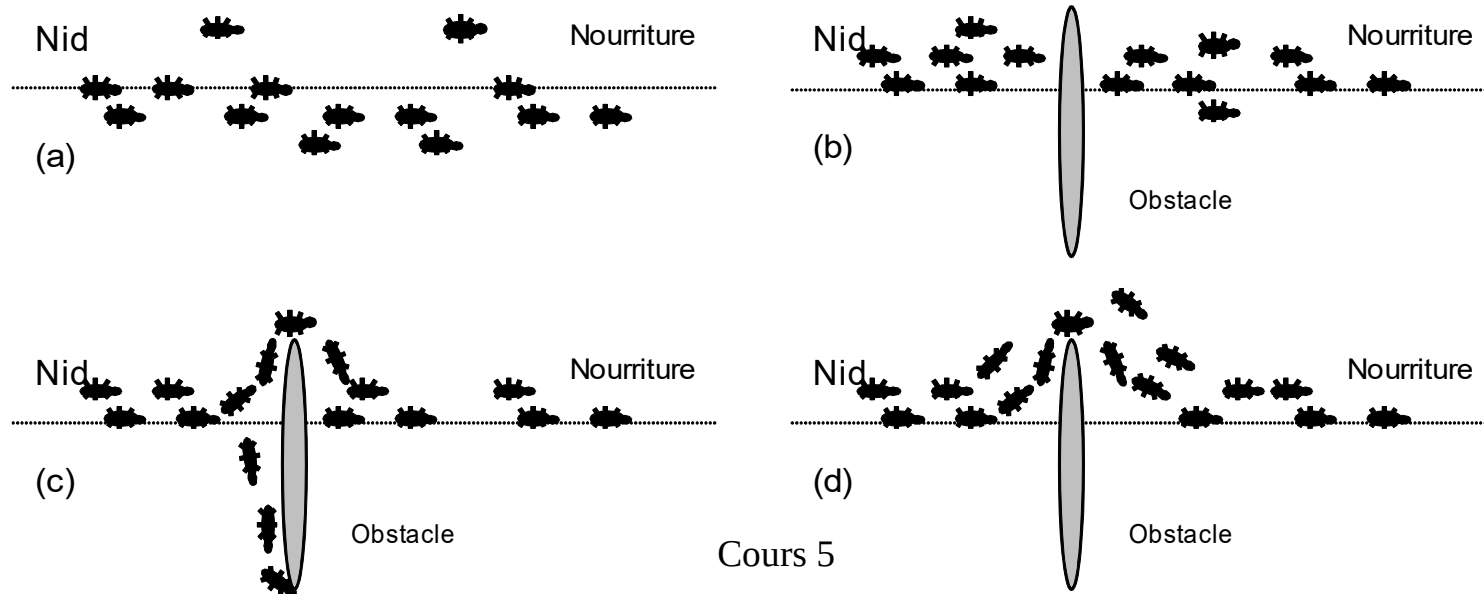 Nid
Nourriture
(a)
Nid
Nourriture
(b)
Obstacle
Nid
Nourriture
(c)
Obstacle
Nid
Nourriture
(d)
Obstacle
Cours 5